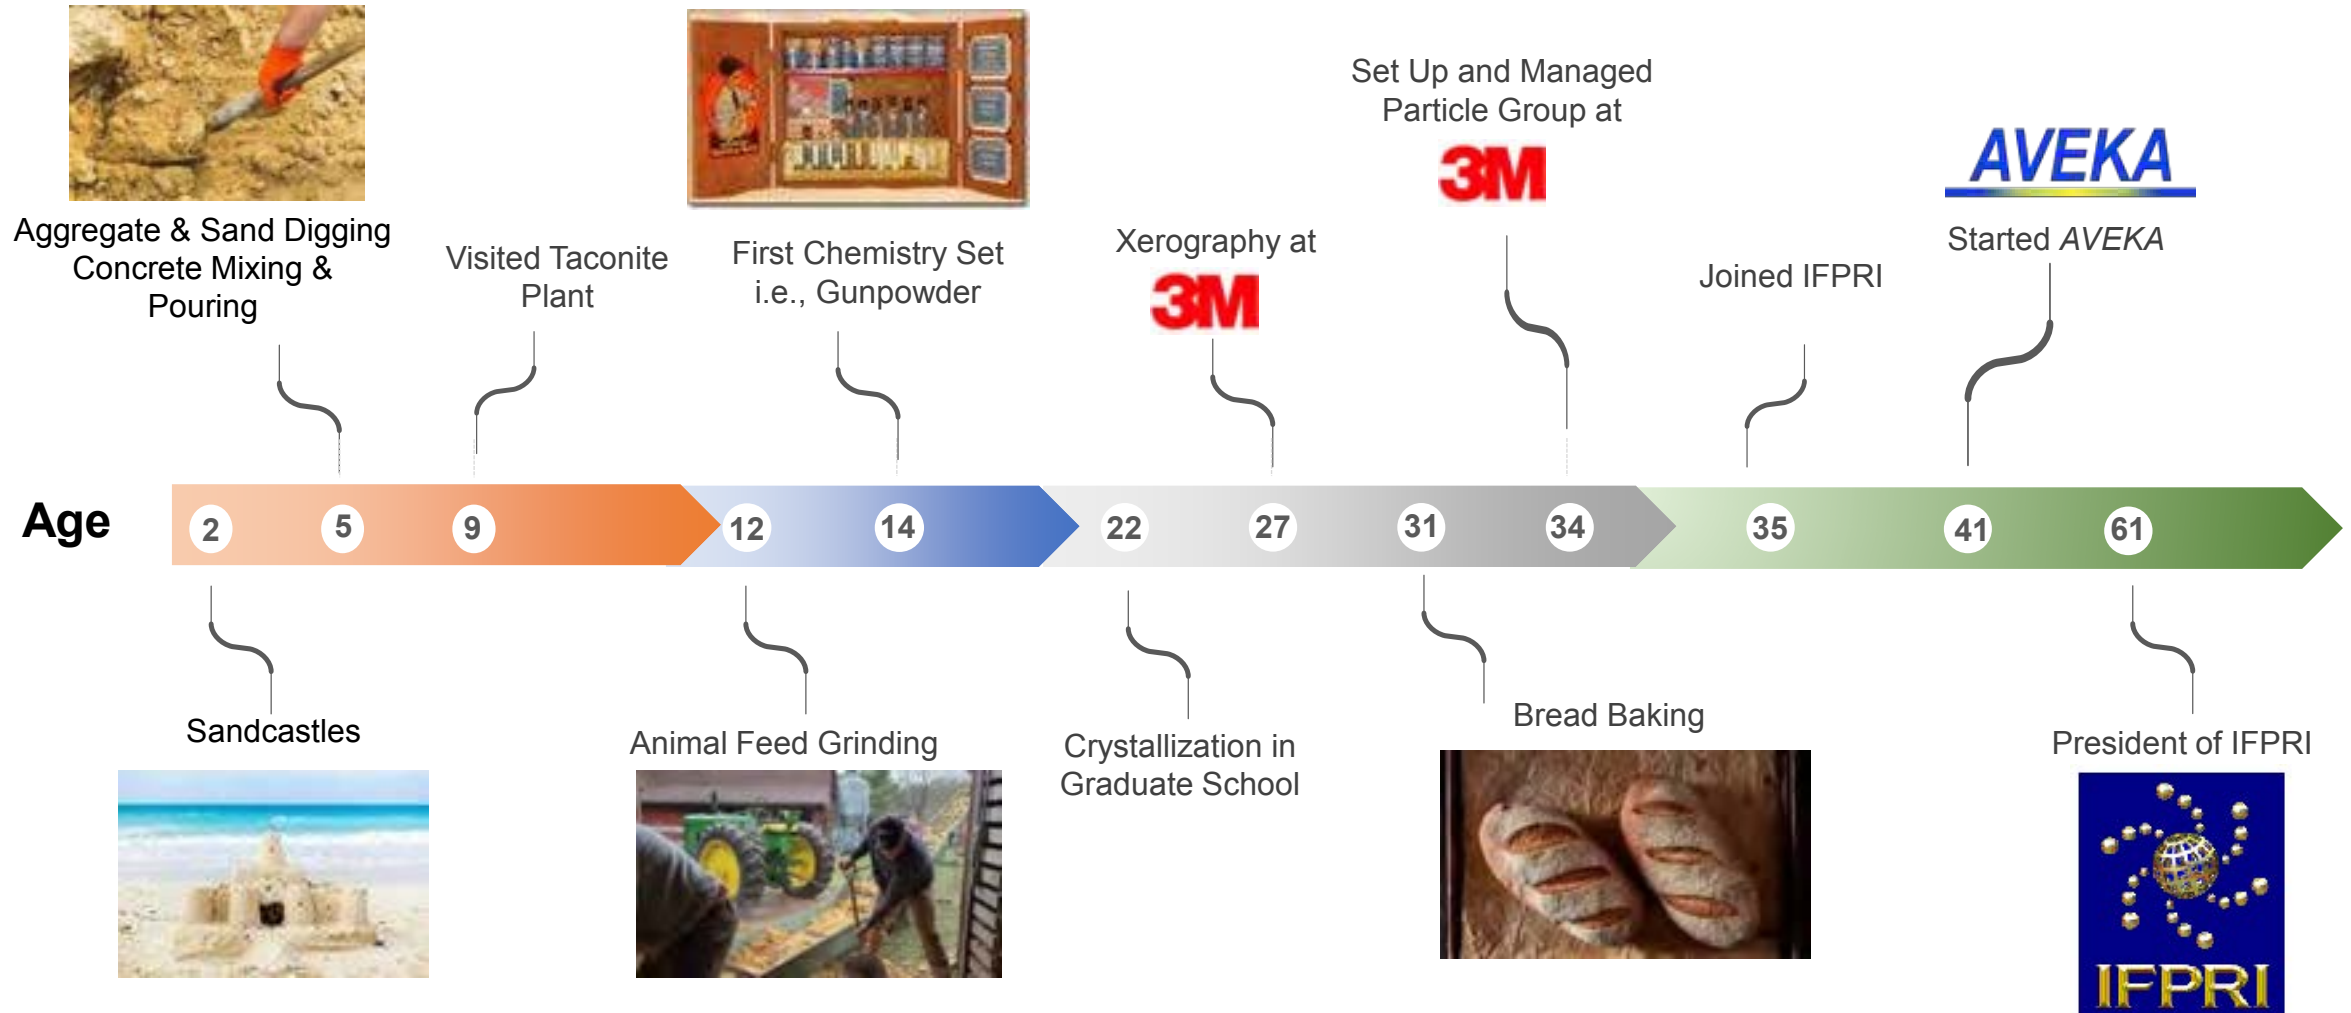 Aggregate & Sand Digging
Concrete Mixing &
Pouring
Visited Taconite
Plant
First Chemistry Set
i.e., Gunpowder
Xerography at
3M
Set Up and Managed
Particle Group at
3M
Joined IFPRI
AVEKA
Started AVEKA
Age
2
5
9
12
14
22
27
31
34
35
41
61
Sandcastles
Animal Feed Grinding
Crystallization in
Graduate School
Bread Baking
President of IFPRI
IFPRI